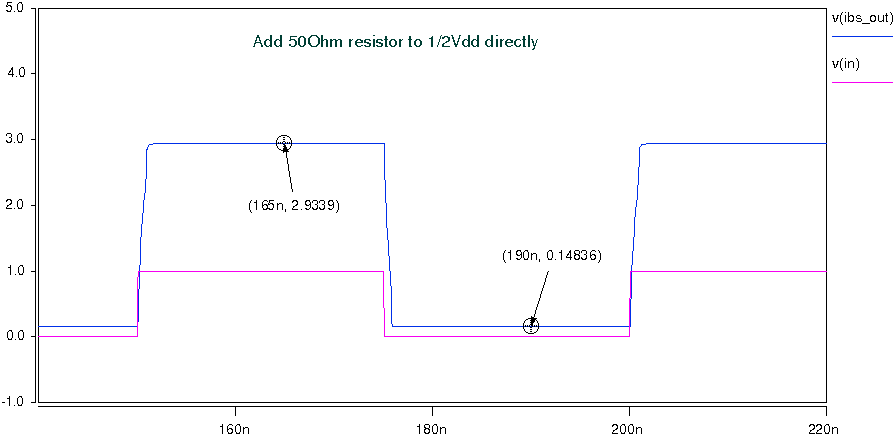 5.0
v(ibs_out)
Add 50Ohm resistor to 1/2Vdd directly
v(in)
4.0
3.0
(165n, 2.9339)
2.0
(190n, 0.14836)
1.0
0.0
-1.0
160n 180n 200n 220n